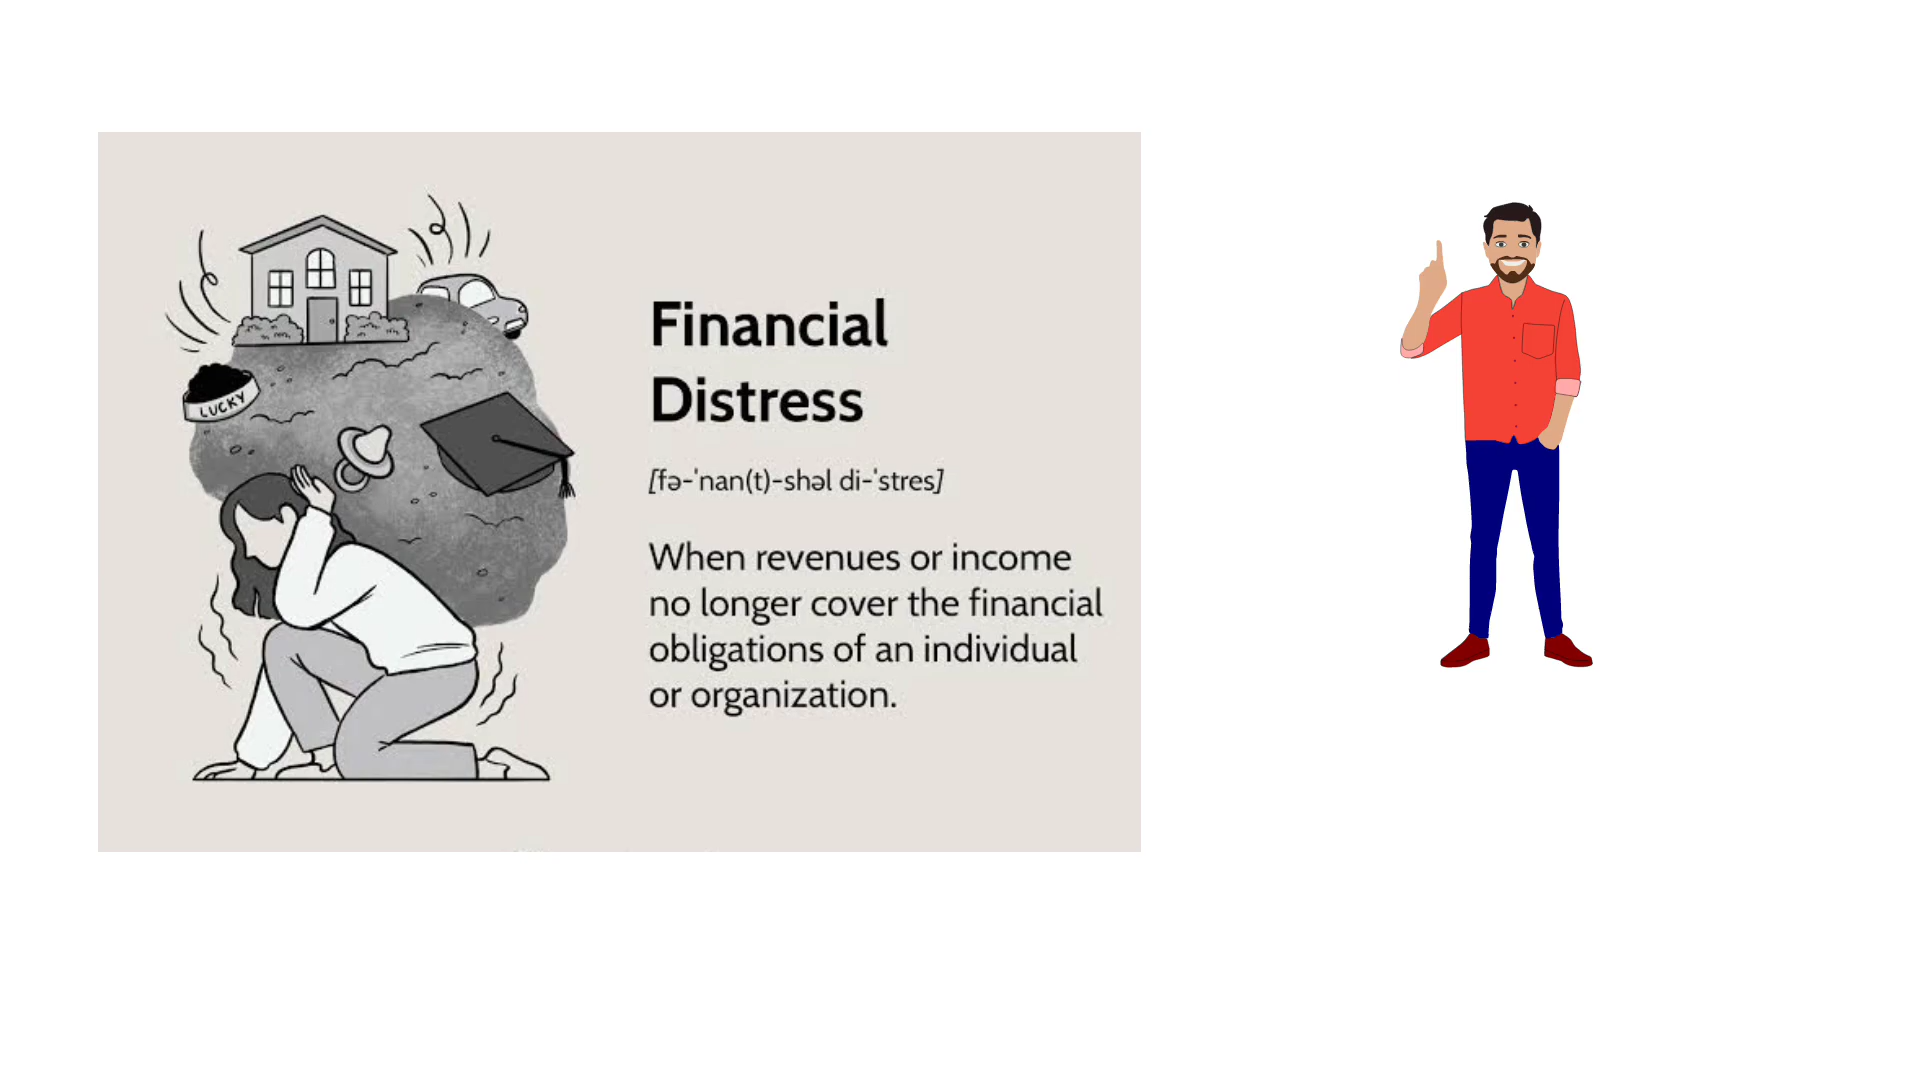 LUCKY
Financial
Distress
[fə-ˈnan(t)-shəl di-ˈstres]
When revenues or income
no longer cover the financial
obligations of an individual
or organization.